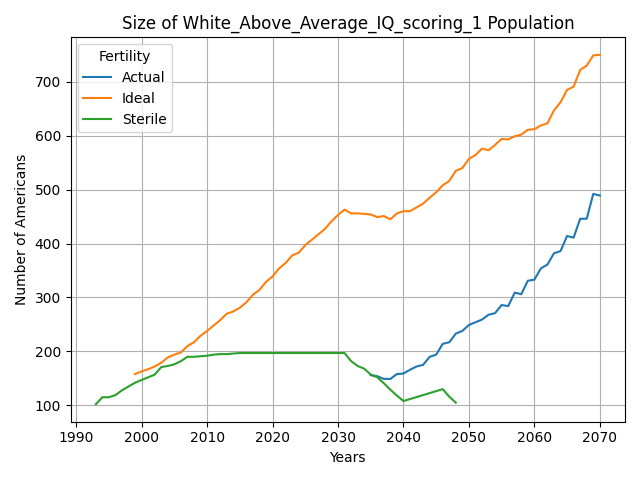 Size of White_Above_Average_IQ_scoring_1 Population
Fertility
Actual
Ideal
Sterile
Number of Americans
700
600
500
400
300
200
100
1990 2000 2010 2020 2030 2040 2050 2060 2070
Years